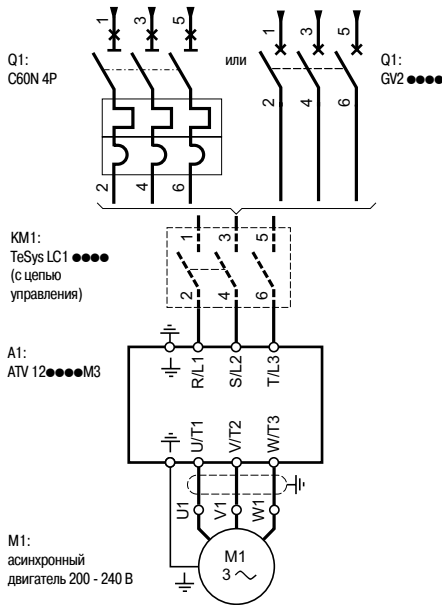 1 3 5
1 3 5
Q1:
C60N 4P
или
Q1:
GV2 ●●●●
2 4 6
2 4 6
KM1:
TeSys LC1 ●●●●
(с цепью
управления)
1 3 5
2 4 6
A1:
ATV 12●●●●M3
R/L1 S/L2 T/L3
U/T1 V/T2 W/T3
U1 V1 W1
M1:
асинхронный
двигатель 200 - 240 В
M1
3 ~